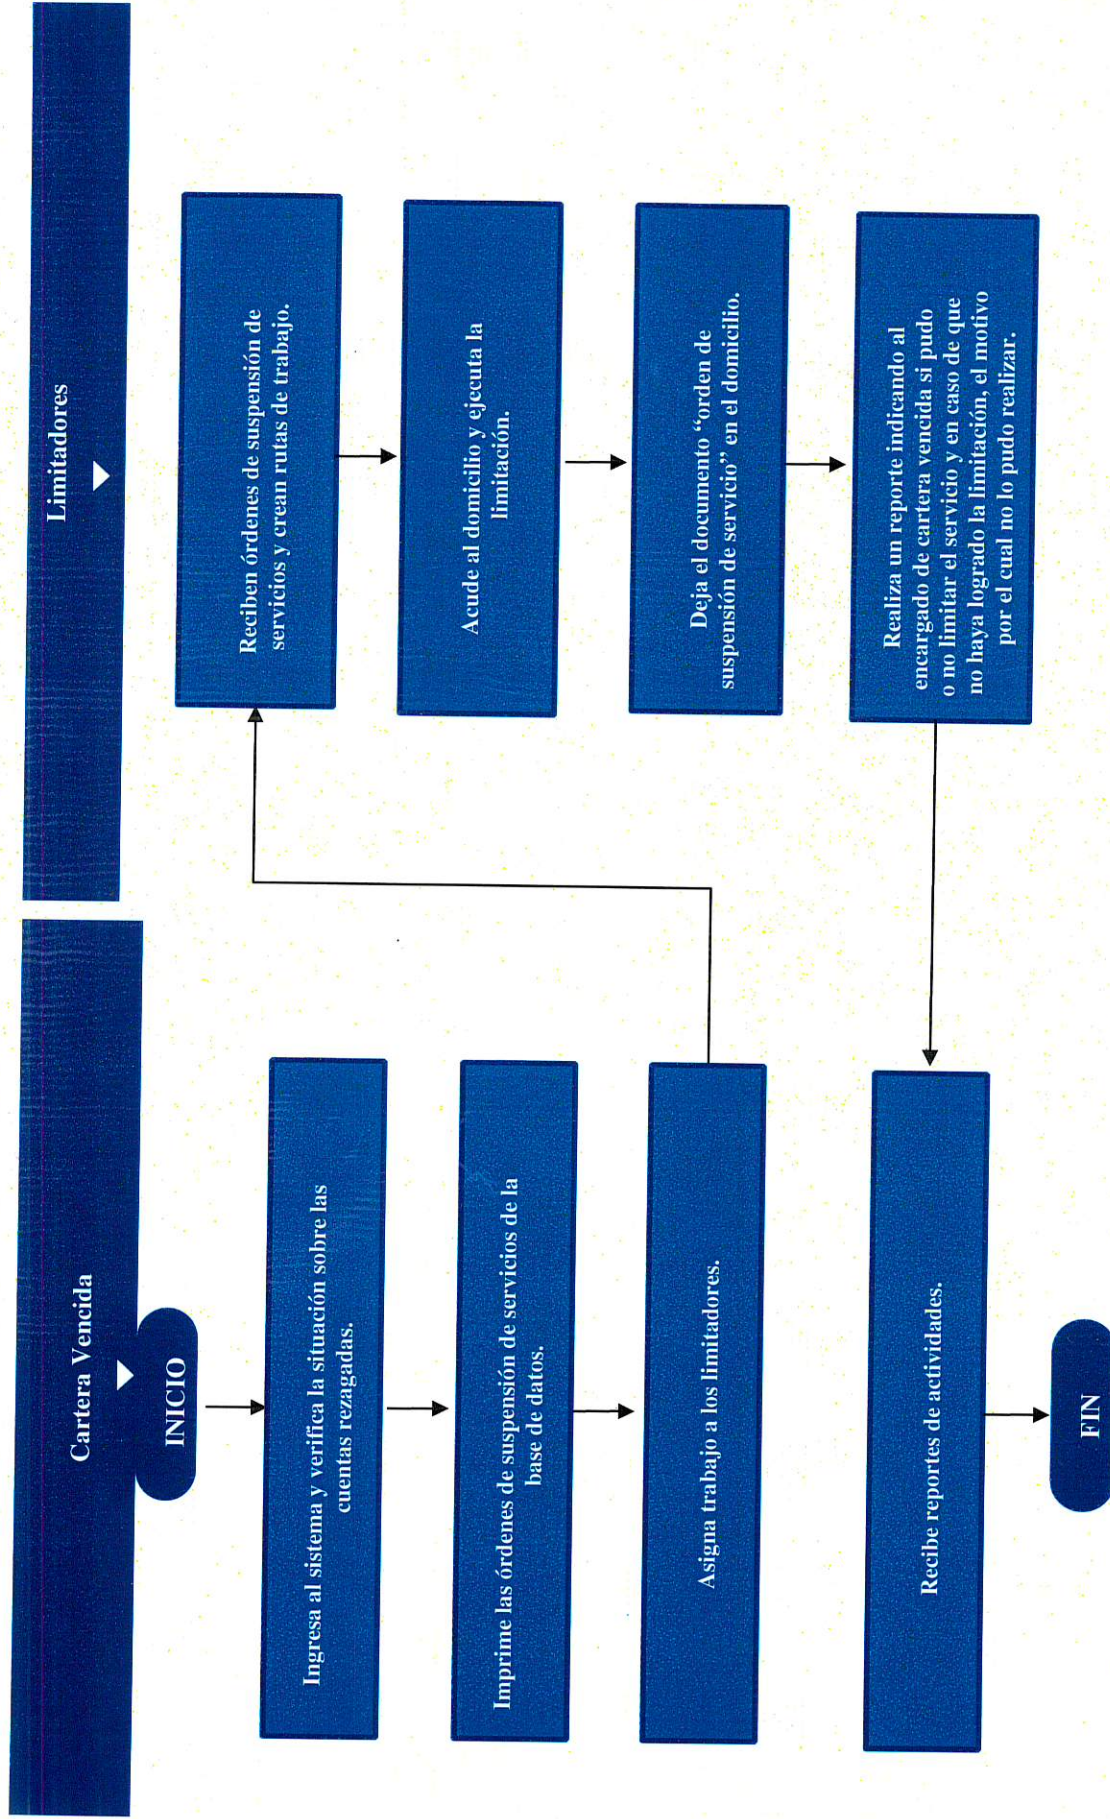 Cartera Vencida
INICIO
Ingresa al sistema y verifica la situación sobre las
cuentas rezagadas.
Imprime las órdenes de suspensión de servicios de la
base de datos.
Asigna trabajo a los limitadores.
Limitadores
Reciben órdenes de suspensión de
servicios y crean rutas de trabajo.
Acude al domicilio y ejecuta la
limitación.
Deja el documento “orden de
suspensión de servicio” en el domicilio.
Realiza un reporte indicando al
encargado de cartera vencida si pudo
o no limitar el servicio y en caso de que
no haya logrado la limitación, el motivo
por el cual no lo pudo realizar.
Recibe reportes de actividades.
FIN